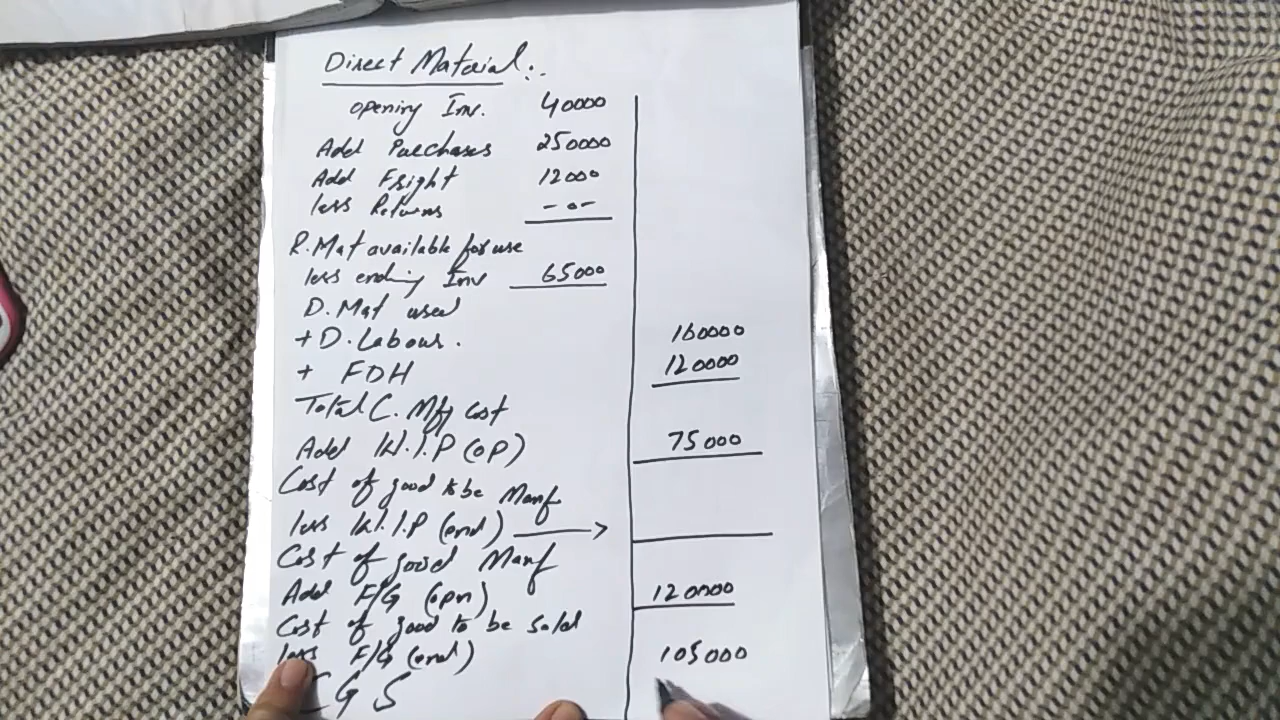 Direct Material:.
opening Inv. 40000
Add Purchases 250000
Add Fright 12000
less Returns -o-
R.Mat available for use
less ending Inv 65000
D. Mat used
+ D. Labour. 160000
+ FOH 120000
Total C. Mfg Cost
Add W.I.P (op) 75000
Cost of good to be Manf
less W.I.P (end)
Cost of good Manf
Add F/G (opn) 120000
Cost of good to be sold
less F/G (end) 105000
C G S